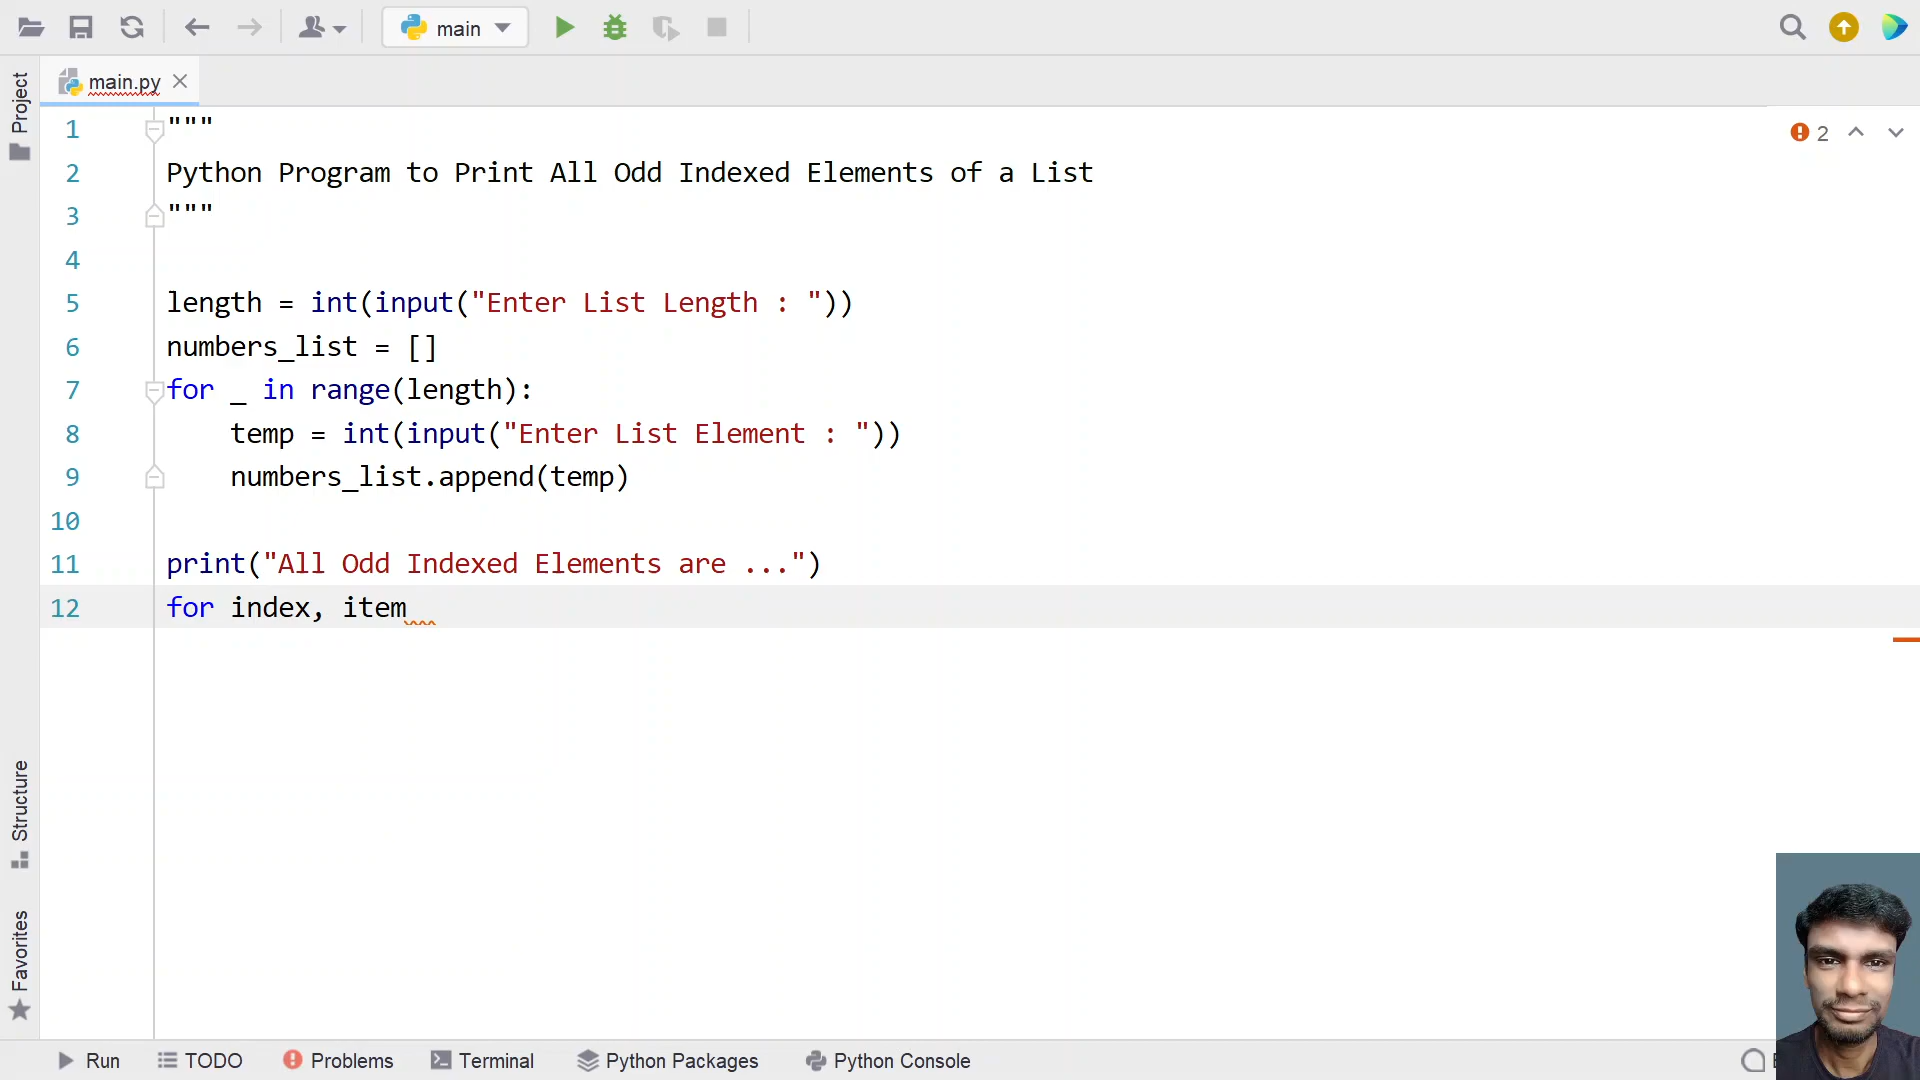 main
main.py
Project
2
1 """
2 Python Program to Print All Odd Indexed Elements of a List
3 """
4
5 length = int(input("Enter List Length : "))
6 numbers_list = []
7 for _ in range(length):
8 temp = int(input("Enter List Element : "))
9 numbers_list.append(temp)
10
11 print("All Odd Indexed Elements are ...")
12 for index, item
Structure
Favorites
Run TODO Problems Terminal Python Packages Python Console